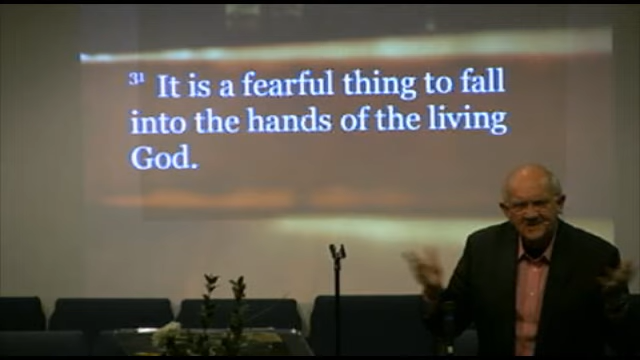 31 It is a fearful thing to fall
into the hands of the living
God.